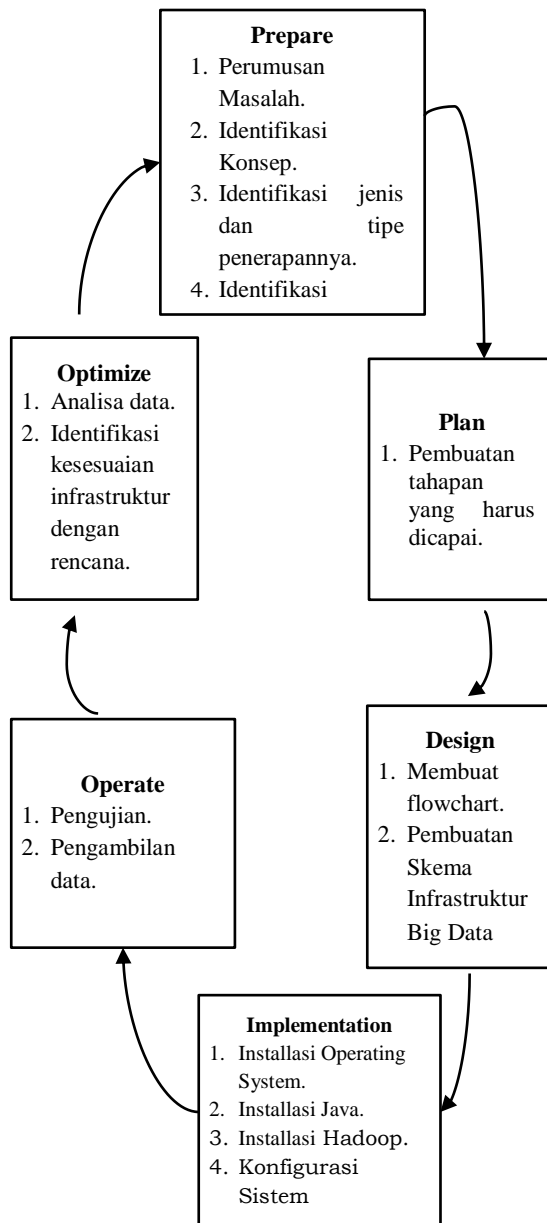 Prepare
1. Perumusan
Masalah.
2. Identifikasi
Konsep.
3. Identifikasi jenis
dan tipe
penerapannya.
4. Identifikasi
Plan
1. Pembuatan
tahapan
yang harus
dicapai.
Design
1. Membuat
flowchart.
2. Pembuatan
Skema
Infrastruktur
Big Data
Implementation
1. Installasi Operating
System.
2. Installasi Java.
3. Installasi Hadoop.
4. Konfigurasi
Sistem
Operate
1. Pengujian.
2. Pengambilan
data.
Optimize
1. Analisa data.
2. Identifikasi
kesesuaian
infrastruktur
dengan
rencana.